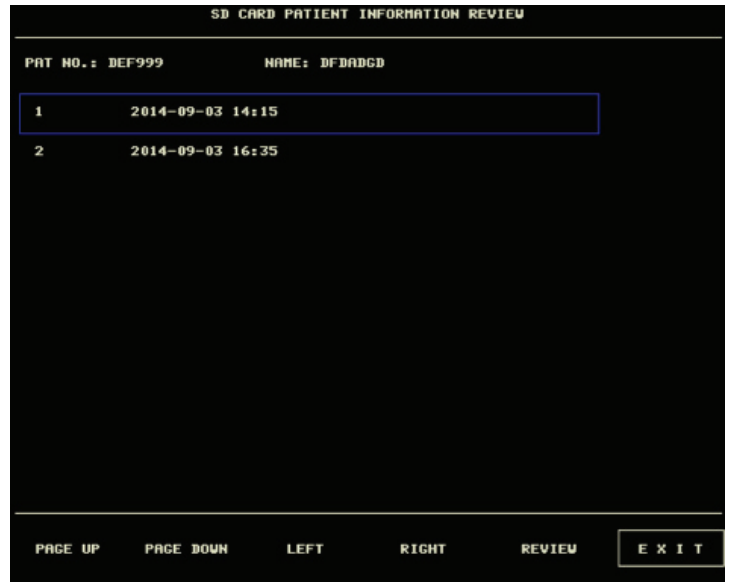 SD CARD PATIENT INFORMATION REVIEW
PAT NO.: DEF999 NAME: DFDADGD
1 2014-09-03 14:15
2 2014-09-03 16:35
PAGE UP PAGE DOWN LEFT RIGHT REVIEW E X I T